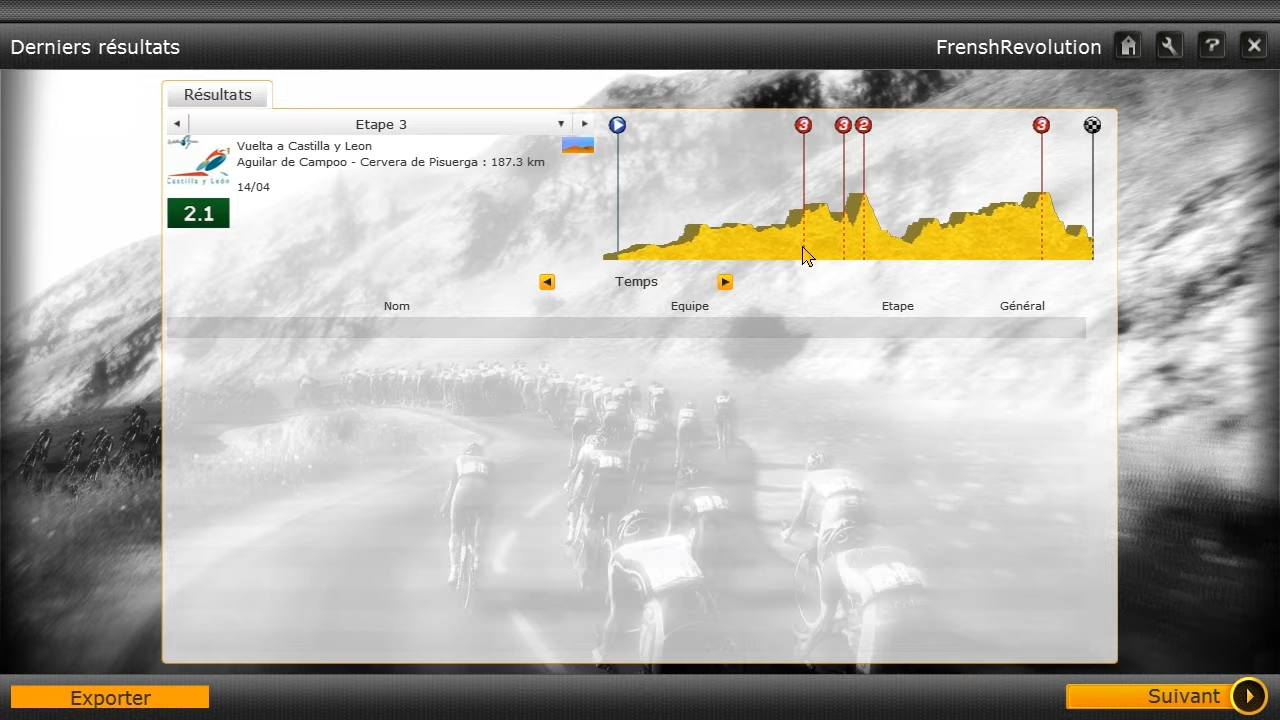 Derniers résultats
FrenshRevolution
?
Résultats
Etape 3
3 3 2 3
Vuelta a Castilla y Leon
Aguilar de Campoo - Cervera de Pisuerga : 187.3 km
Castilla y León
14/04
2.1
Temps
Nom Equipe Etape Général
Exporter
Suivant